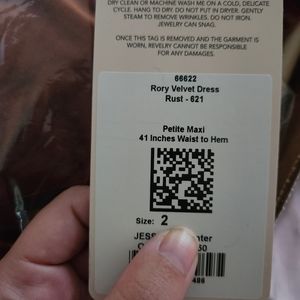 DRY CLEAN OR MACHINE WASH ME ON A COLD, DELICATE
CYCLE. HANG TO DRY. DO NOT PUT IN DRYER. GENTLY
STEAM TO REMOVE WRINKLES. DO NOT IRON.
JEWELRY CAN SNAG.
ONCE THIS TAG IS REMOVED AND THE GARMENT IS
WORN, REVELRY CANNOT BE RESPONSIBLE
FOR ANY DAMAGES.
66622
Rory Velvet Dress
Rust - 621
Petite Maxi
41 Inches Waist to Hem
Size: 2